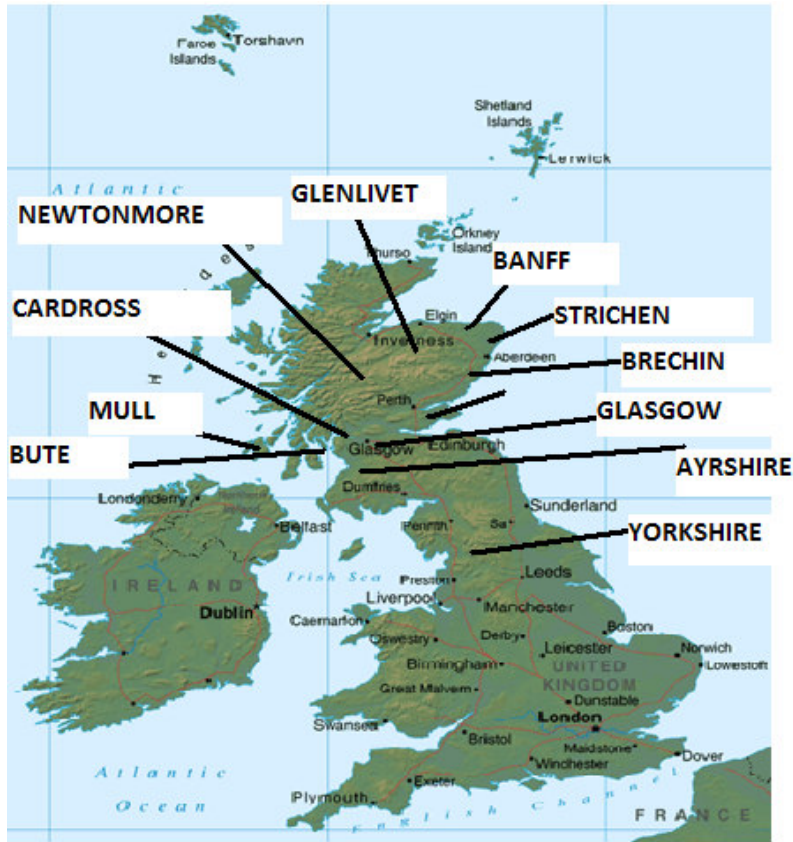 Faroe
Islands
Torshavn
Shetland
Islands
Lerwick
Atlantic
GLENLIVET
NEWTONMORE
Orkney
Island
Thurso
BANFF
CARDROSS
Elgin
STRICHEN
Inverness
Aberdeen
BRECHIN
Hebrides
Perth
MULL
GLASGOW
BUTE
Glasgow
Edinburgh
AYRSHIRE
Dumfries
Londonderry
Northern
Ireland
Sunderland
Belfast
Penrith
YORKSHIRE
IRELAND
Irish Sea
Preston
Leeds
Dublin
Liverpool
Manchester
Caernarfon
Boston
Oswestry
Derby
Leicester
Norwich
Lowestoft
Birmingham
UNITED
KINGDOM
Great Malvern
Dunstable
Swansea
London
Bristol
Maidstone
Dover
Winchester
Atlantic
Ocean
Exeter
Plymouth
English Channel
FRANCE